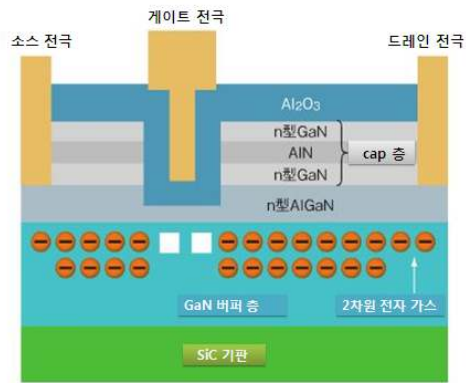 게이트 전극
소스 전극
드레인 전극
Al2O3
n型GaN
AlN
cap 층
n型GaN
n型AlGaN
GaN 버퍼 층
2차원 전자 가스
SiC 기판